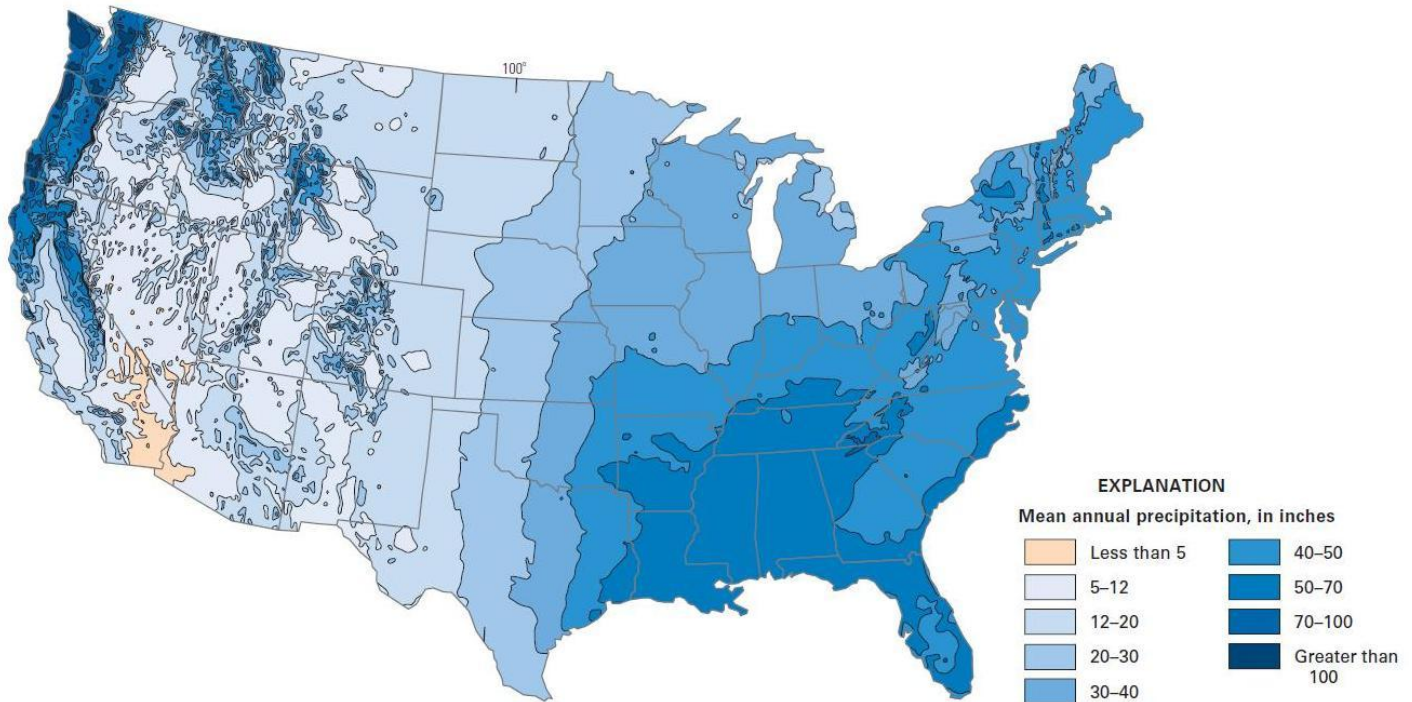 100°
EXPLANATION
Mean annual precipitation, in inches
Less than 5
5–12
12–20
20–30
30–40
40–50
50–70
70–100
Greater than
100